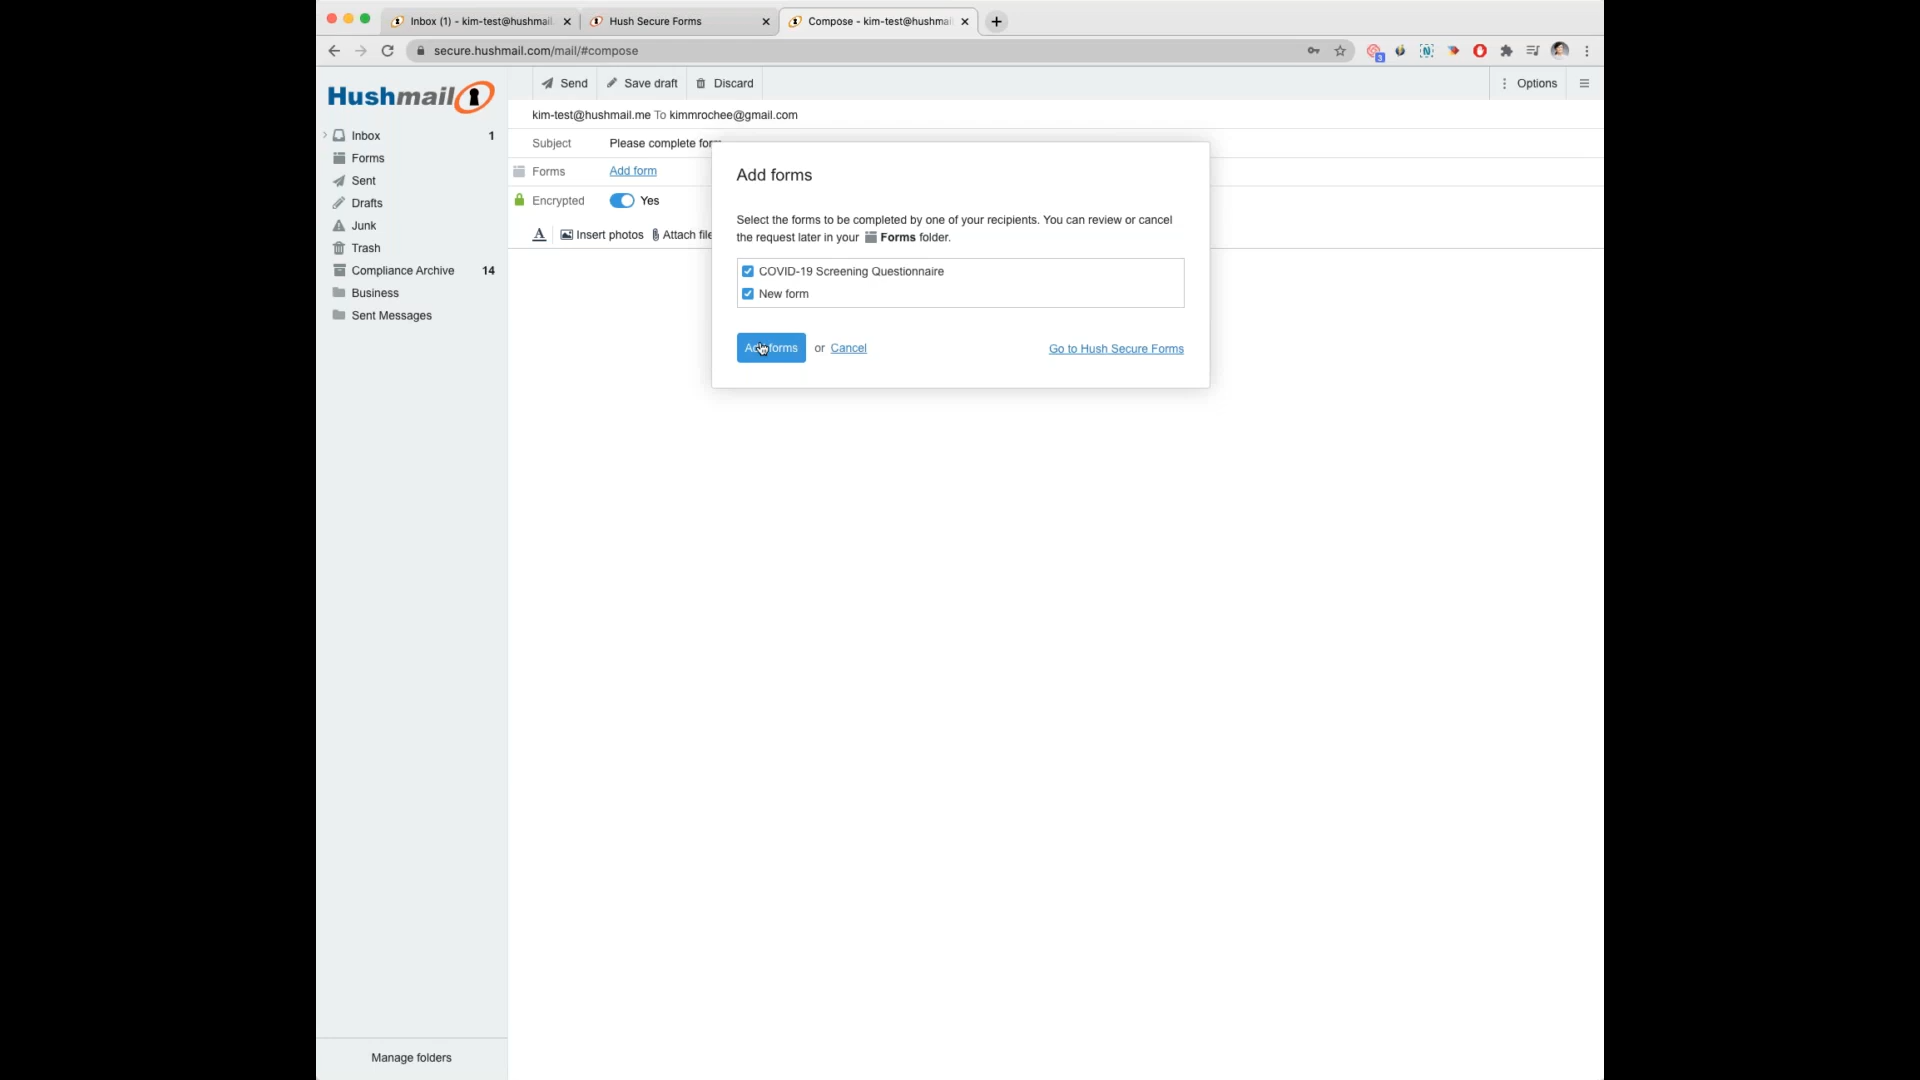 Inbox (1) - kim-test@hushmail
Hush Secure Forms
Compose - kim-test@hushmail
secure.hushmail.com/mail/#compose
3
N
Hushmail
Send
Save draft
Discard
Options
kim-test@hushmail.me To kimmrochee@gmail.com
Inbox 1
Forms
Sent
Drafts
Junk
Trash
Compliance Archive 14
Business
Sent Messages
Manage folders
Subject Please complete
Forms Add form
Encrypted Yes
A Insert photos Attach file
Add forms
Select the forms to be completed by one of your recipients. You can review or cancel
the request later in your Forms folder.
COVID-19 Screening Questionnaire
New form
forms or Cancel
Go to Hush Secure Forms